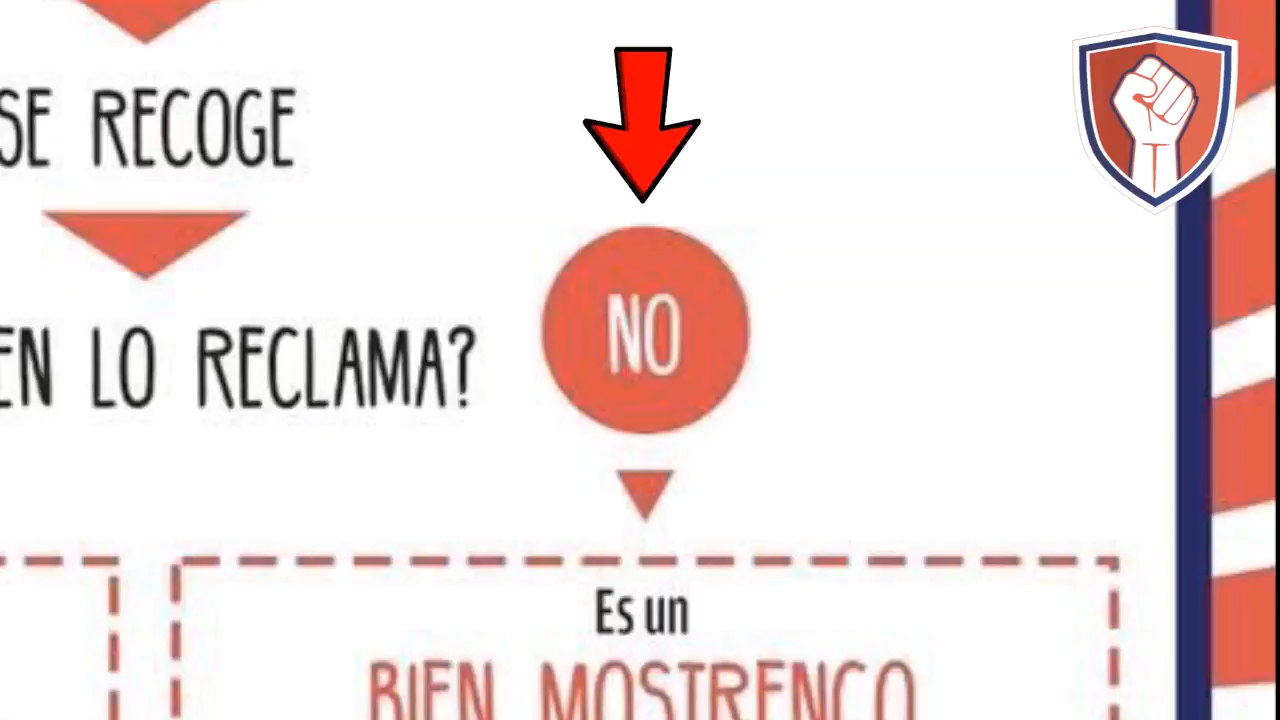 SE RECOGE
EN LO RECLAMA?
NO
Es un
BIEN MOSTRENCO